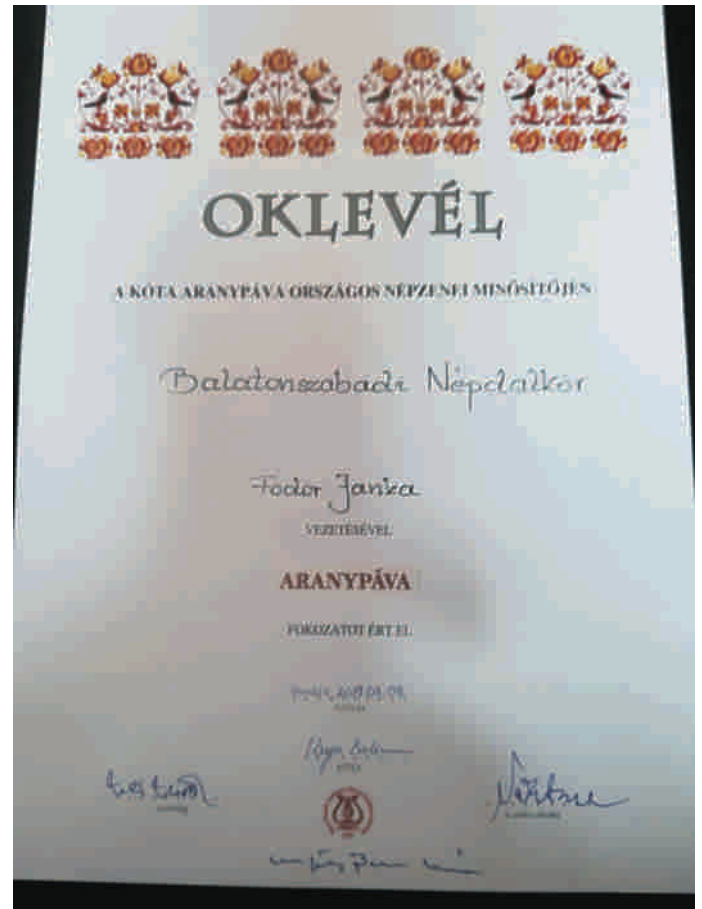 OKLEVÉL
A KÓTA ARANYPÁVA ORSZÁGOS NÉPZENEI MINŐSÍTŐJÉN
Balatonszabadi Népdalkör
Fodor Janka
VEZETÉSÉVEL
ARANYPÁVA
FOKOZATOT ÉRT EL